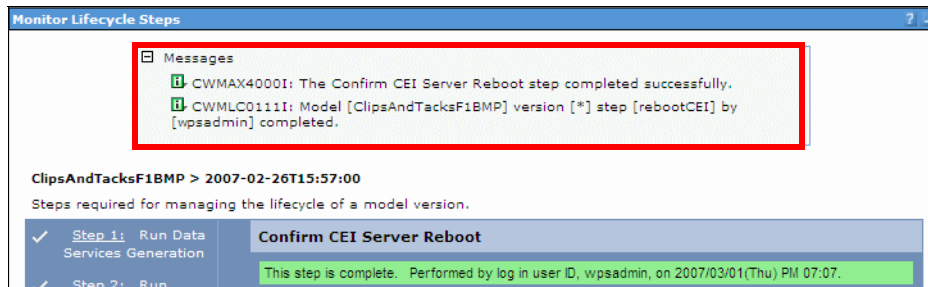 Monitor Lifecycle Steps ? -
Messages
CWMAX4000I: The Confirm CEI Server Reboot step completed successfully.
CWMLC0111I: Model [ClipsAndTacksF1BMP] version [*] step [rebootCEI] by
[wpsadmin] completed.
ClipsAndTacksF1BMP > 2007-02-26T15:57:00
Steps required for managing the lifecycle of a model version.
Step 1: Run Data
Services Generation
Confirm CEI Server Reboot
This step is complete. Performed by log in user ID, wpsadmin, on 2007/03/01(Thu) PM 07:07.
Step 2: Run